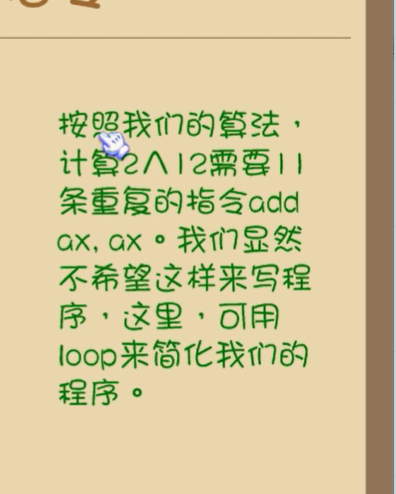 按照我们的算法，
计算2^12需要11
条重复的指令add
ax, ax。我们显然
不希望这样来写程
序，这里，可用
loop来简化我们的
程序。